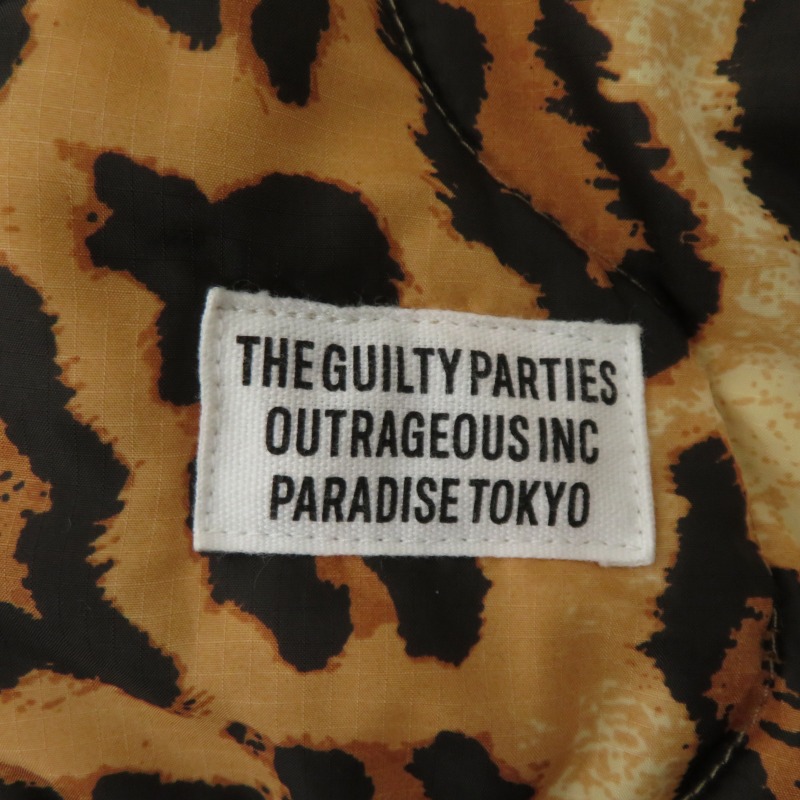 THE GUILTY PARTIES
OUTRAGEOUS INC
PARADISE TOKYO